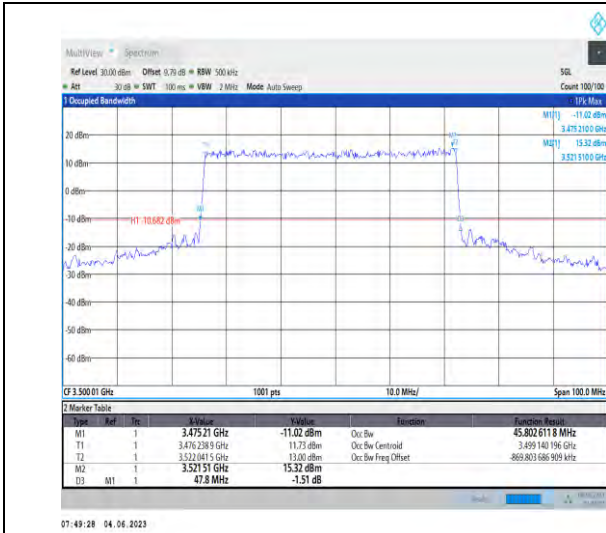 MultiView Spectrum
Ref Level 30.00 dBm Offset 9.79 dB RBW 500 kHz SGL
Att 30 dB SWT 100 ms VBW 2 MHz Mode Auto Sweep Count 100/100
1 Occupied Bandwidth 1Pk Max
M1[1] -11.02 dBm
3.475 210 0 GHz
M2[1] 15.32 dBm
3.521 510 0 GHz
20 dBm
10 dBm
0 dBm
-10 dBm
H1 -10.682 dBm
-20 dBm
-30 dBm
-40 dBm
-50 dBm
-60 dBm
CF 3.500 01 GHz 1001 pts 10.0 MHz/ Span 100.0 MHz
2 Marker Table
Type Ref Trc X-Value Y-Value Function Function Result
M1 1 3.475 21 GHz -11.02 dBm Occ Bw 45.802 611 8 MHz
T1 1 3.476 238 9 GHz 11.73 dBm Occ Bw Centroid 3.499 140 196 GHz
T2 1 3.522 041 5 GHz 13.00 dBm Occ Bw Freq Offset -869.803 686 909 kHz
M2 1 3.521 51 GHz 15.32 dBm
D3 M1 1 47.8 MHz -1.51 dB
07:49:28 04.06.2023